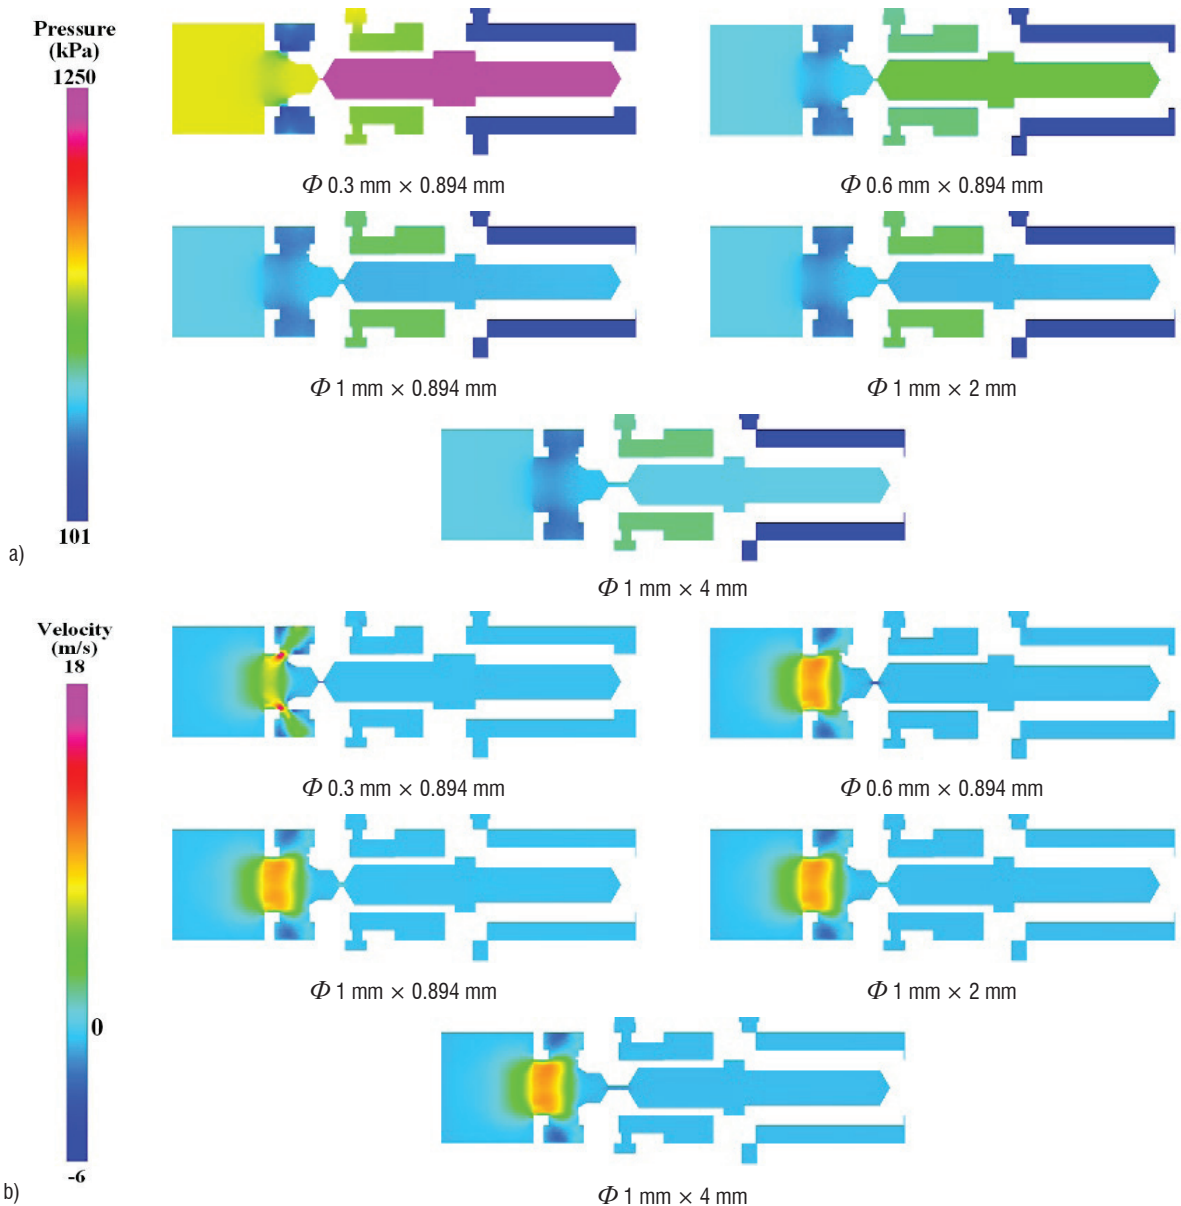 Pressure
(kPa)
1250
101
a)
Φ 0.3 mm × 0.894 mm
Φ 0.6 mm × 0.894 mm
Φ 1 mm × 0.894 mm
Φ 1 mm × 2 mm
Φ 1 mm × 4 mm
Velocity
(m/s)
18
0
-6
b)
Φ 0.3 mm × 0.894 mm
Φ 0.6 mm × 0.894 mm
Φ 1 mm × 0.894 mm
Φ 1 mm × 2 mm
Φ 1 mm × 4 mm